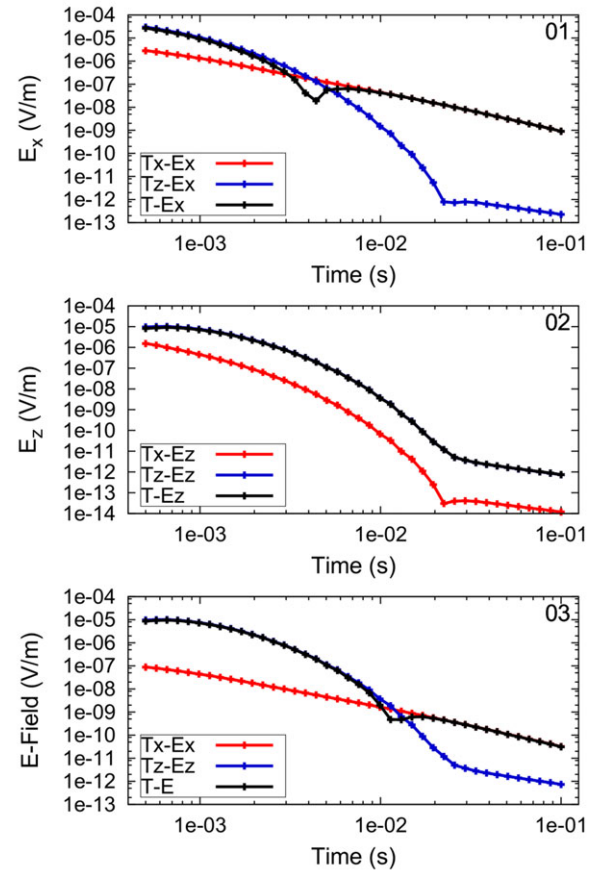 1e-04
01
1e-05
1e-06
1e-07
1e-08
1e-09
1e-10
1e-11
1e-12
1e-13
Ex (V/m)
Tx-Ex
Tz-Ex
T-Ex
1e-03 1e-02 1e-01
Time (s)
1e-04
02
1e-05
1e-06
1e-07
1e-08
1e-09
1e-10
1e-11
1e-12
1e-13
1e-14
Ez (V/m)
Tx-Ez
Tz-Ez
T-Ez
1e-03 1e-02 1e-01
Time (s)
1e-04
03
1e-05
1e-06
1e-07
1e-08
1e-09
1e-10
1e-11
1e-12
1e-13
E-Field (V/m)
Tx-Ex
Tz-Ez
T-E
1e-03 1e-02 1e-01
Time (s)